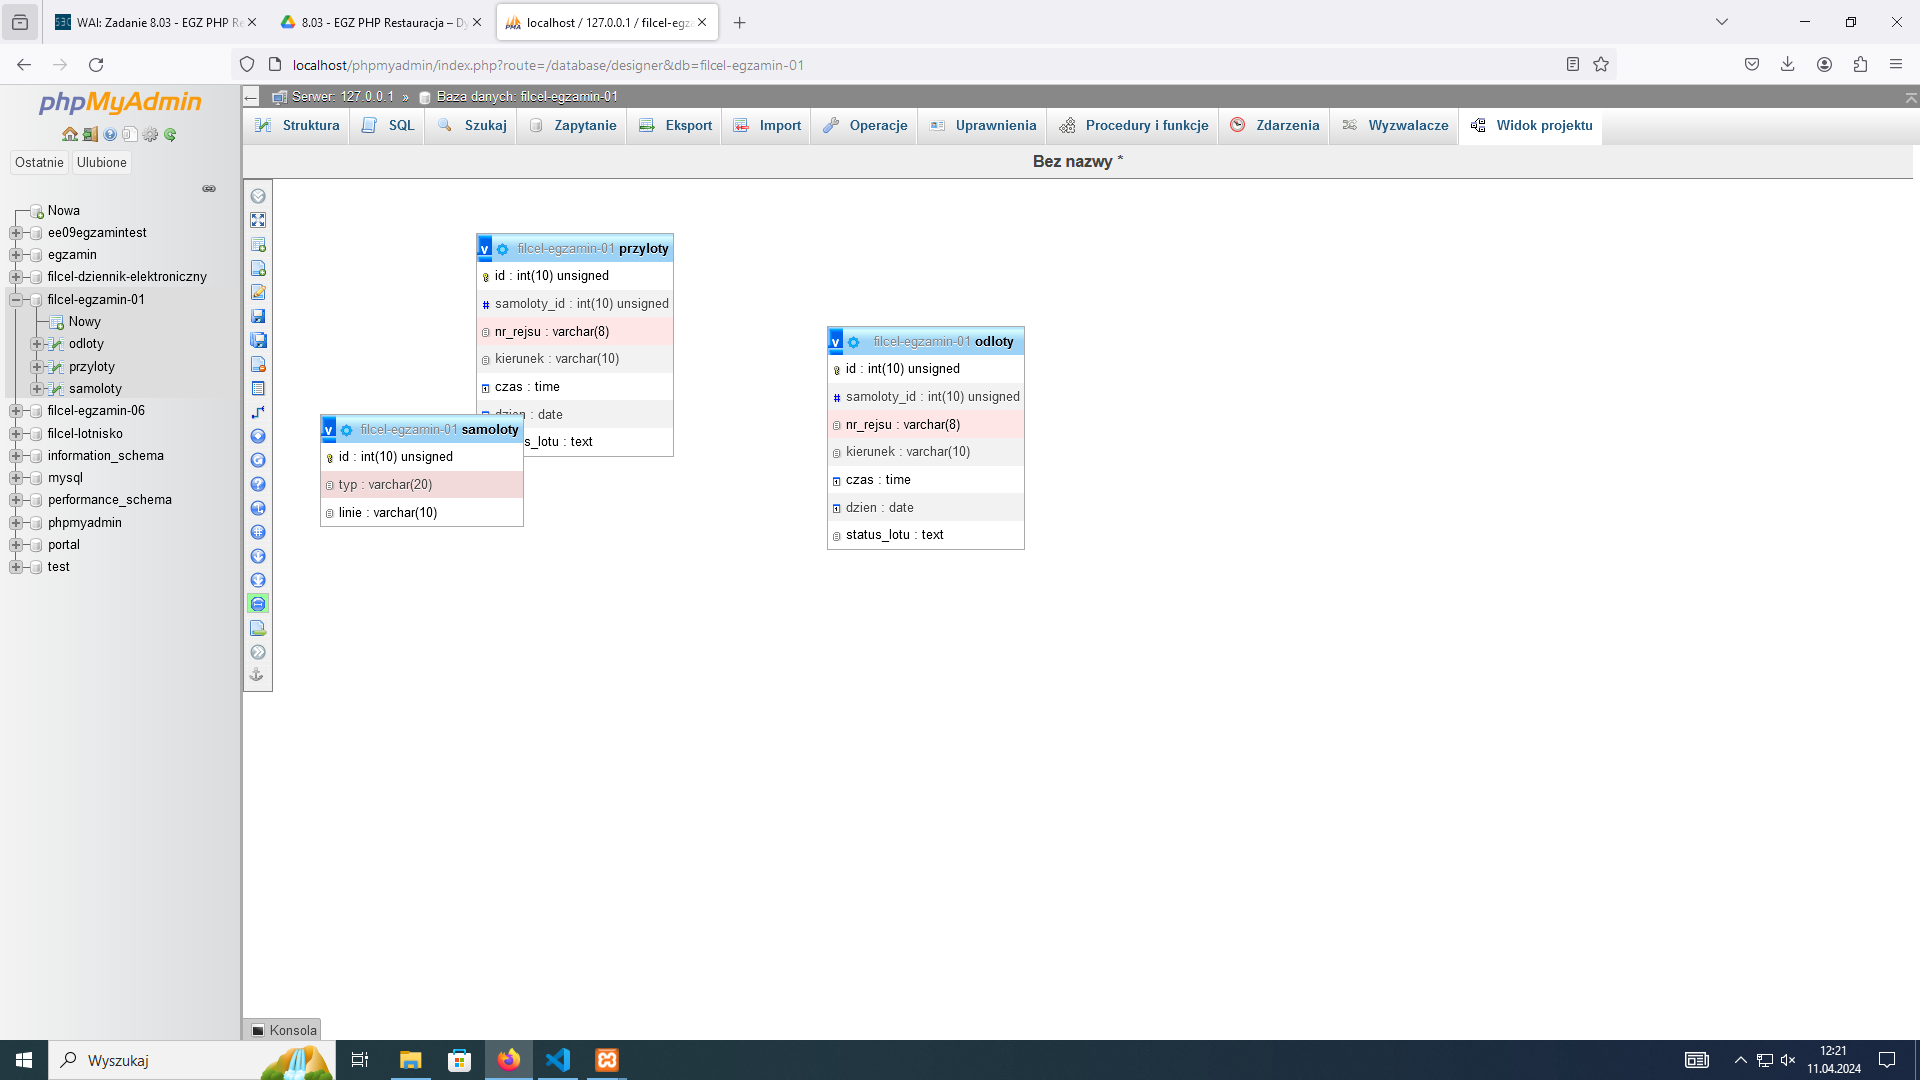 WAI: Zadanie 8.03 - EGZ PHP Re
8.03 - EGZ PHP Restauracja – Dy
localhost / 127.0.0.1 / filcel-egz
localhost/phpmyadmin/index.php?route=/database/designer&db=filcel-egzamin-01
phpMyAdmin
Ostatnie
Ulubione
Nowa
ee09egzamintest
egzamin
filcel-dziennik-elektroniczny
filcel-egzamin-01
Nowy
odloty
przyloty
samoloty
filcel-egzamin-06
filcel-lotnisko
information_schema
mysql
performance_schema
phpmyadmin
portal
test
Serwer: 127.0.0.1 » Baza danych: filcel-egzamin-01
Struktura
SQL
Szukaj
Zapytanie
Eksport
Import
Operacje
Uprawnienia
Procedury i funkcje
Zdarzenia
Wyzwalacze
Widok projektu
Bez nazwy *
v filcel-egzamin-01 przyloty
id : int(10) unsigned
samoloty_id : int(10) unsigned
nr_rejsu : varchar(8)
kierunek : varchar(10)
czas : time
dzien : date
s_lotu : text
v filcel-egzamin-01 samoloty
id : int(10) unsigned
typ : varchar(20)
linie : varchar(10)
v filcel-egzamin-01 odloty
id : int(10) unsigned
samoloty_id : int(10) unsigned
nr_rejsu : varchar(8)
kierunek : varchar(10)
czas : time
dzien : date
status_lotu : text
Konsola
Wyszukaj
12:21
11.04.2024